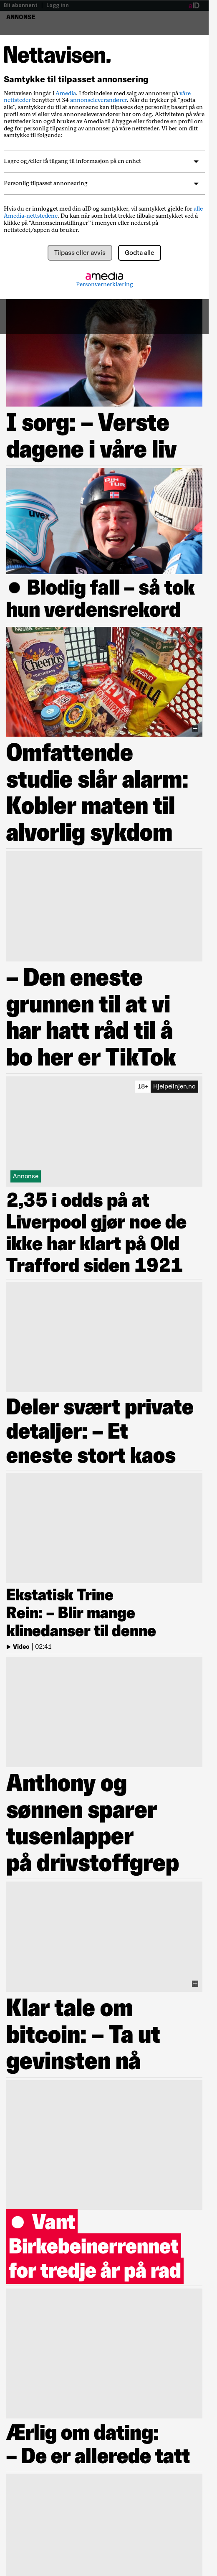 Bli abonnent | Logg inn
aID
ANNONSE
Nettavisen.
Samtykke til tilpasset annonsering
Nettavisen inngår i Amedia. I forbindelse med salg av annonser på våre
nettsteder benytter vi 34 annonseleverandører. Når du trykker på "godta
alle", samtykker du til at annonser tilpasses deg personlig basert på en
profil som vi eller våre annonseleverandører har om deg. Aktiviteten på våre
nettsteder kan også brukes av Amedia til å bygge eller forbedre en profil om
deg for personlig tilpasning av annonser på våre nettsteder. Vi ber om ditt
samtykke til følgende:
Lagre og/eller få tilgang til informasjon på en enhet
Personlig tilpasset annonsering
Hvis du er innlogget med din aID og samtykker, vil samtykket gjelde for alle
Amedia-nettstedene. Du kan når som helst trekke tilbake samtykket ved å
klikke på “Annonseinnstillinger” i menyen eller nederst på
nettstedet/appen du bruker.
Tilpass eller avvis
Godta alle
amedia
Personvernerklæring
I sorg: – Verste
dagene i våre liv
● Blodig fall – så tok
hun verdensrekord
Omfattende
studie slår alarm:
Kobler maten til
alvorlig sykdom
– Den eneste
grunnen til at vi
har hatt råd til å
bo her er TikTok
18+ Hjelpelinjen.no
Annonse
2,35 i odds på at
Liverpool gjør noe de
ikke har klart på Old
Trafford siden 1921
Deler svært private
detaljer: – Et
eneste stort kaos
Ekstatisk Trine
Rein: – Blir mange
klinedanser til denne
Video | 02:41
Anthony og
sønnen sparer
tusenlapper
på drivstoffgrep
Klar tale om
bitcoin: – Ta ut
gevinsten nå
● Vant
Birkebeinerrennet
for tredje år på rad
Ærlig om dating:
– De er allerede tatt